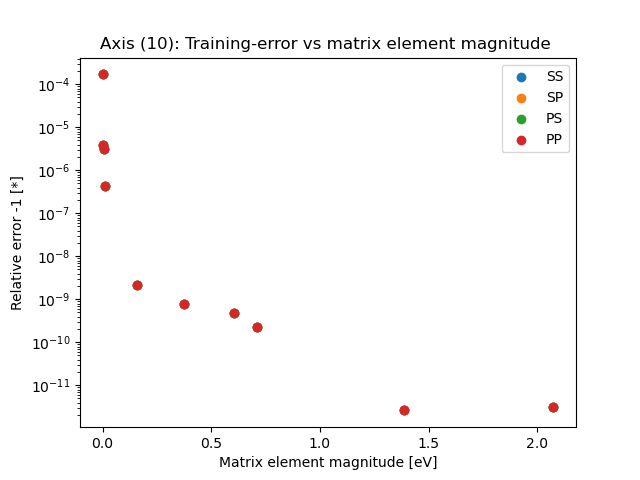 Axis (10): Training-error vs matrix element magnitude
SS
SP
PS
PP
Relative error -1 [*]
10⁻⁴
10⁻⁵
10⁻⁶
10⁻⁷
10⁻⁸
10⁻⁹
10⁻¹⁰
10⁻¹¹
0.0 0.5 1.0 1.5 2.0
Matrix element magnitude [eV]